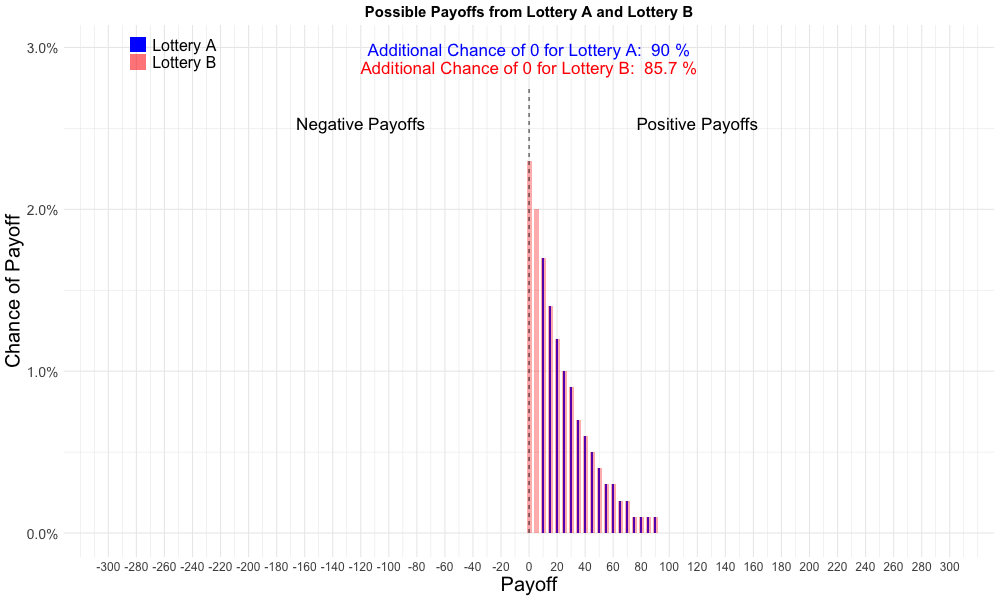 Possible Payoffs from Lottery A and Lottery B
Lottery A
Lottery B
Additional Chance of 0 for Lottery A:  90 %
Additional Chance of 0 for Lottery B:  85.7 %
Negative Payoffs
Positive Payoffs
Chance of Payoff
3.0%
2.0%
1.0%
0.0%
-300 -280 -260 -240 -220 -200 -180 -160 -140 -120 -100 -80 -60 -40 -20 0 20 40 60 80 100 120 140 160 180 200 220 240 260 280 300
Payoff